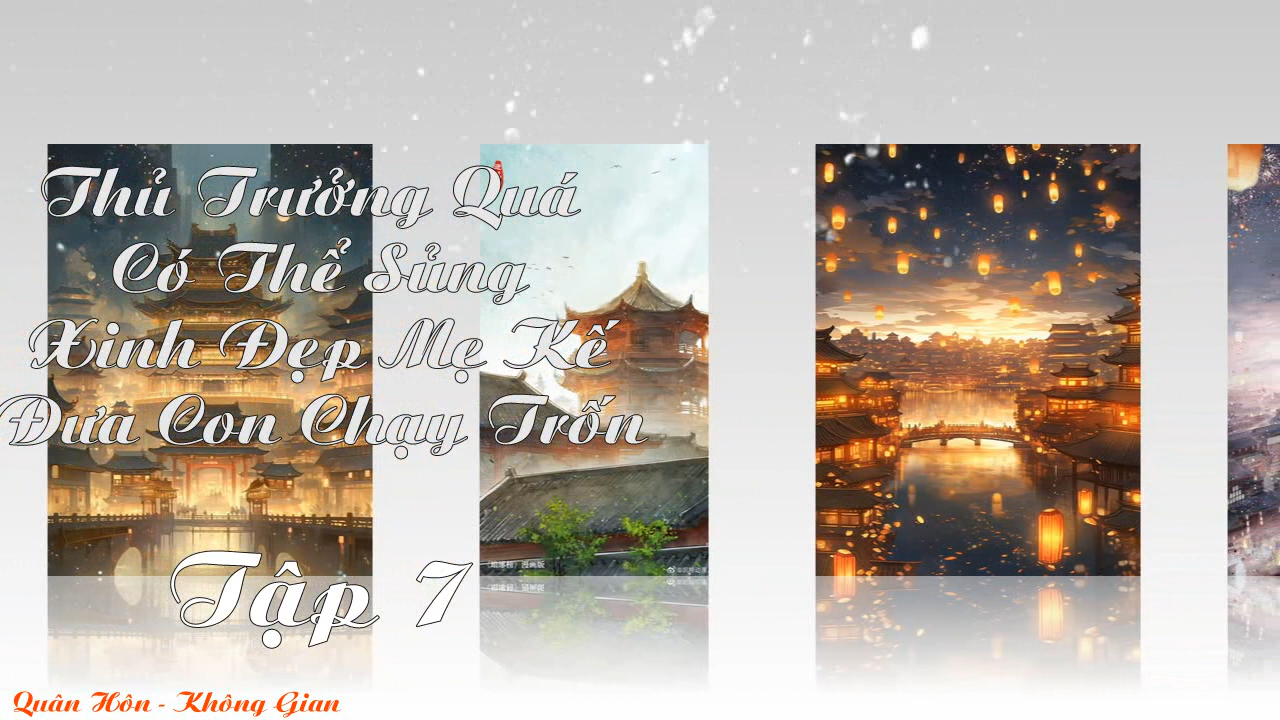 Thủ Trưởng Quá
Có Thể Sủng
Xinh Đẹp Mẹ Kế
Đưa Con Chạy Trốn
Tập 7
Quân Hôn - Không Gian